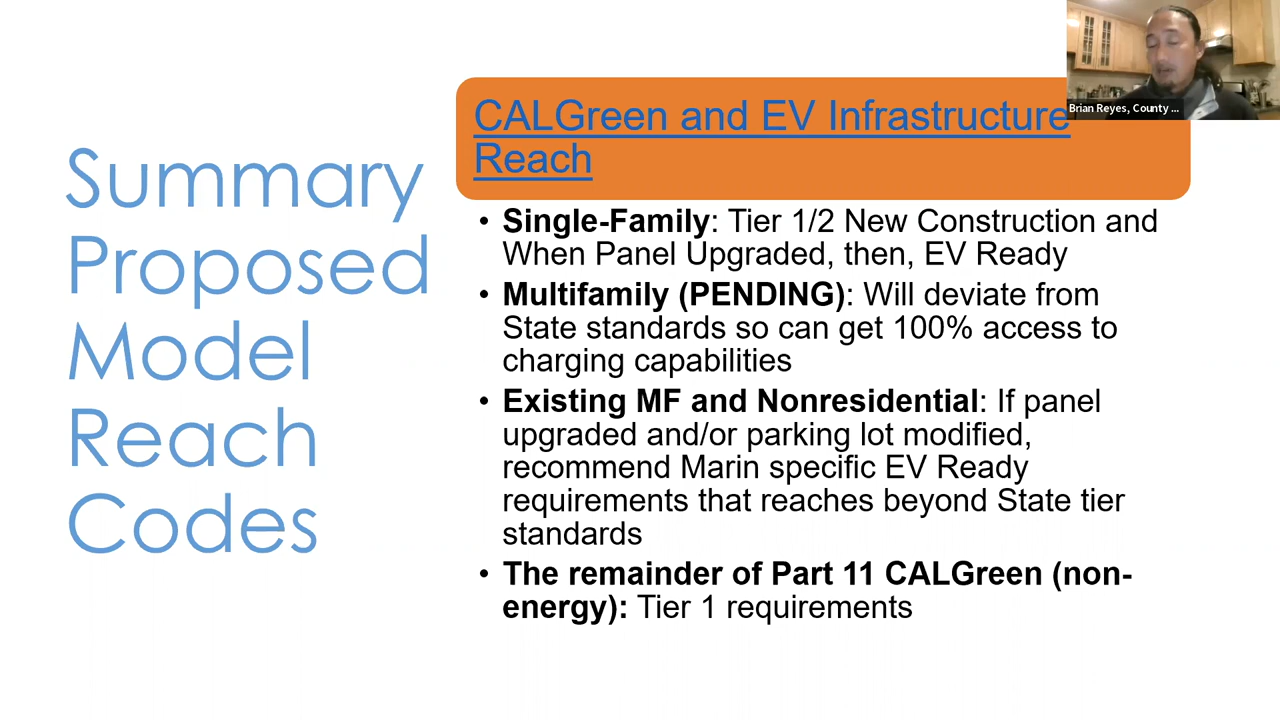 Summary
Proposed
Model
Reach
Codes
CALGreen and EV Infrastructure
Reach
• Single-Family: Tier 1/2 New Construction and
When Panel Upgraded, then, EV Ready
• Multifamily (PENDING): Will deviate from
State standards so can get 100% access to
charging capabilities
• Existing MF and Nonresidential: If panel
upgraded and/or parking lot modified,
recommend Marin specific EV Ready
requirements that reaches beyond State tier
standards
• The remainder of Part 11 CALGreen (non-
energy): Tier 1 requirements
Brian Reyes, County ...